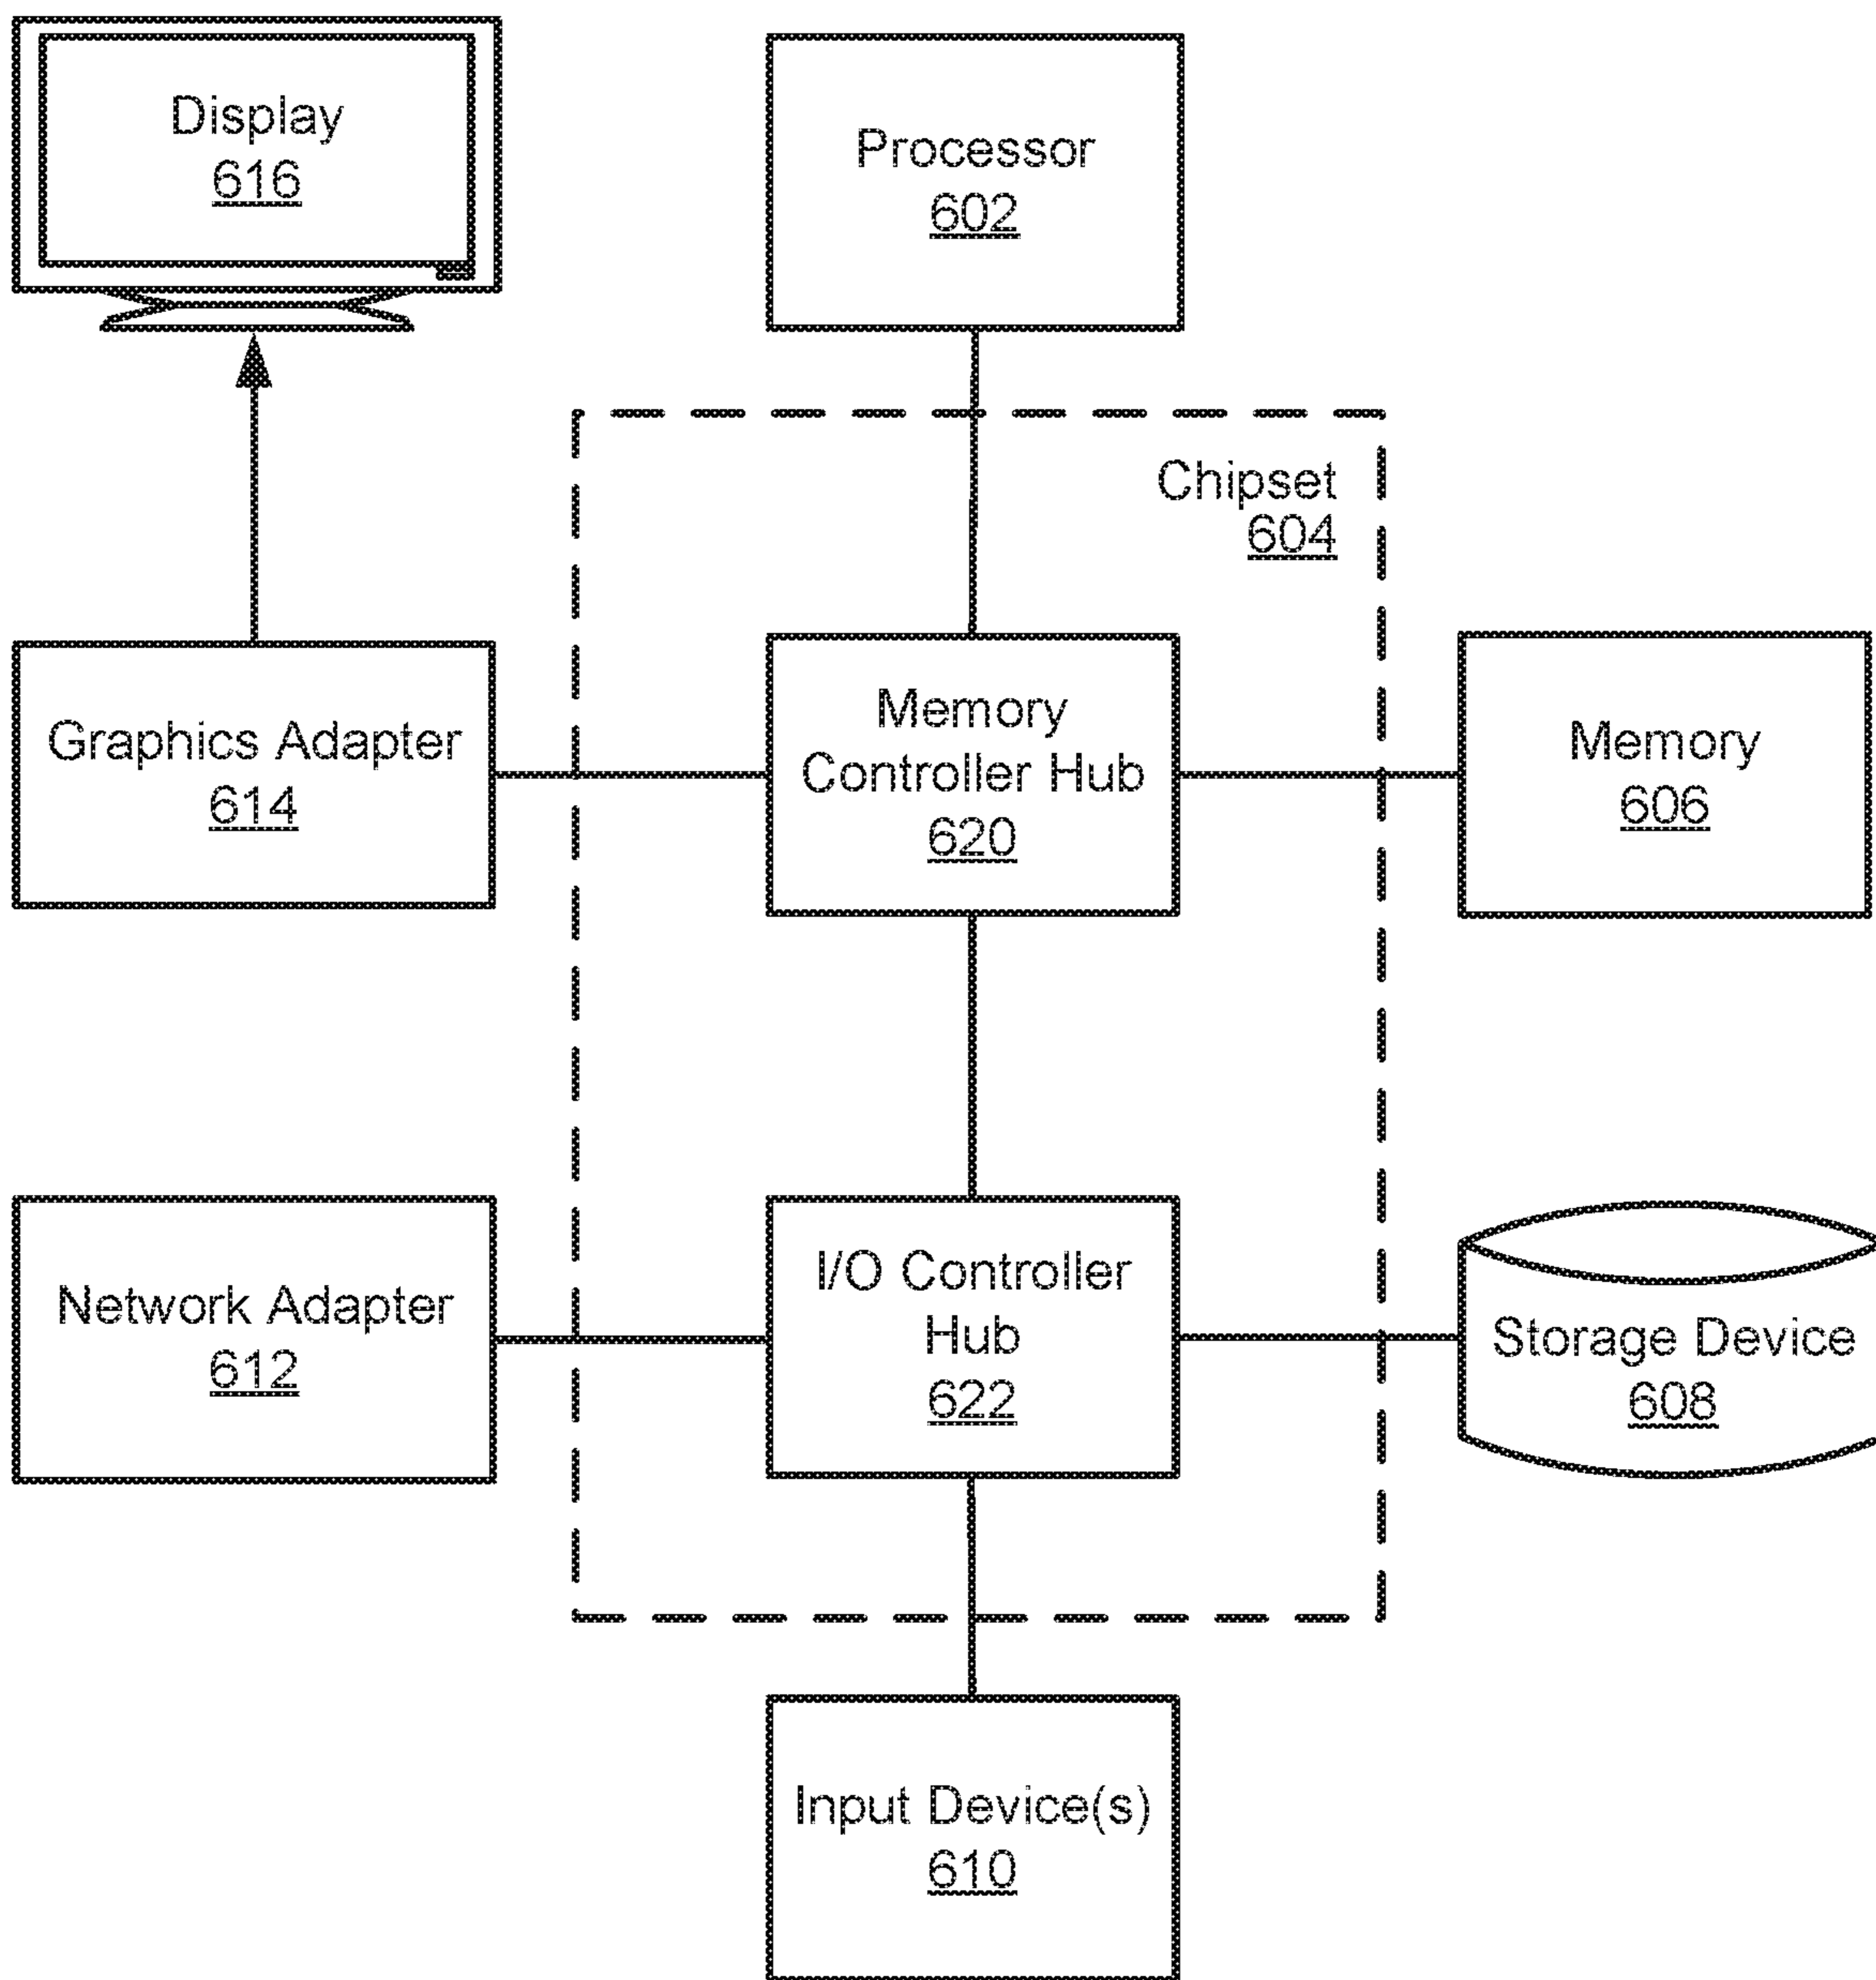 Display
616
Processor
602
Chipset
604
Graphics Adapter
614
Memory
Controller Hub
620
Memory
606
Network Adapter
612
I/O Controller
Hub
622
Storage Device
608
Input Device(s)
610